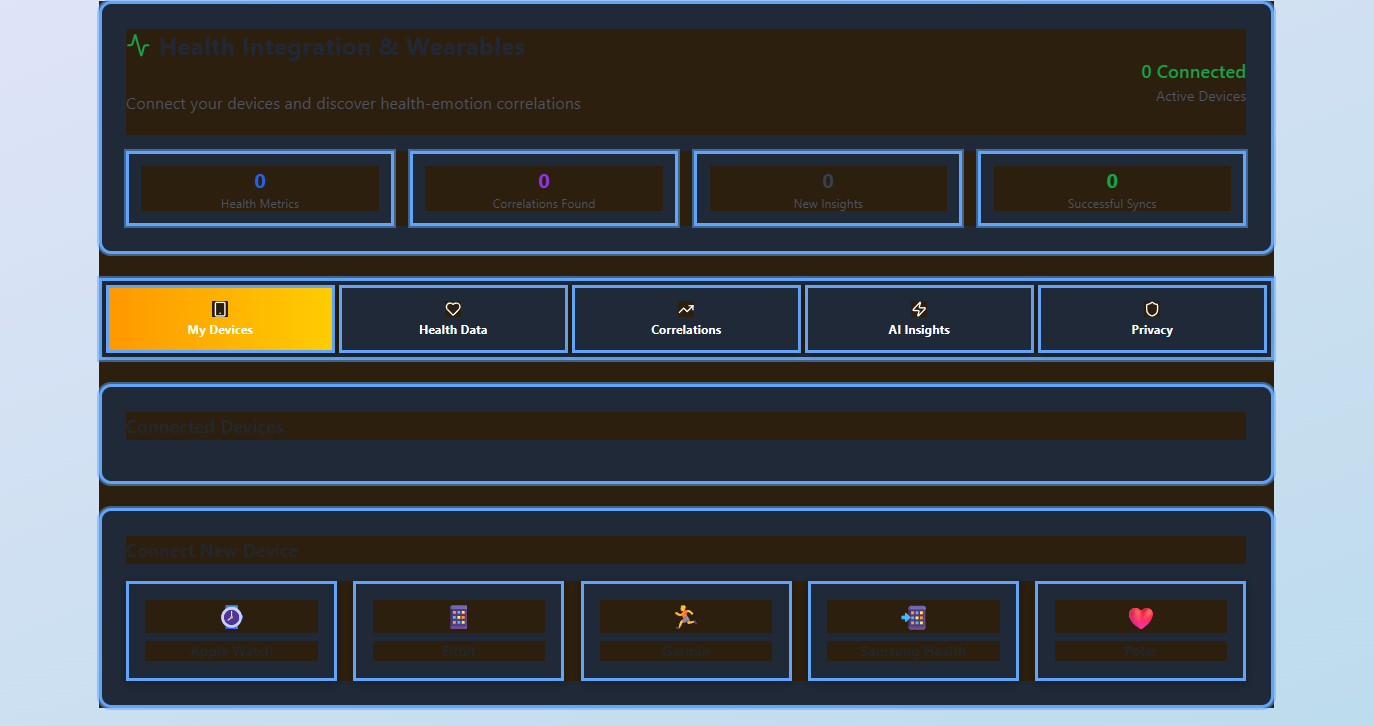 Health Integration & Wearables
Connect your devices and discover health-emotion correlations
0 Connected
Active Devices
0
Health Metrics
0
Correlations Found
0
New Insights
0
Successful Syncs
My Devices
Health Data
Correlations
AI Insights
Privacy
Connected Devices
Connect New Device
Apple Watch
Fitbit
Garmin
Samsung Health
Polar